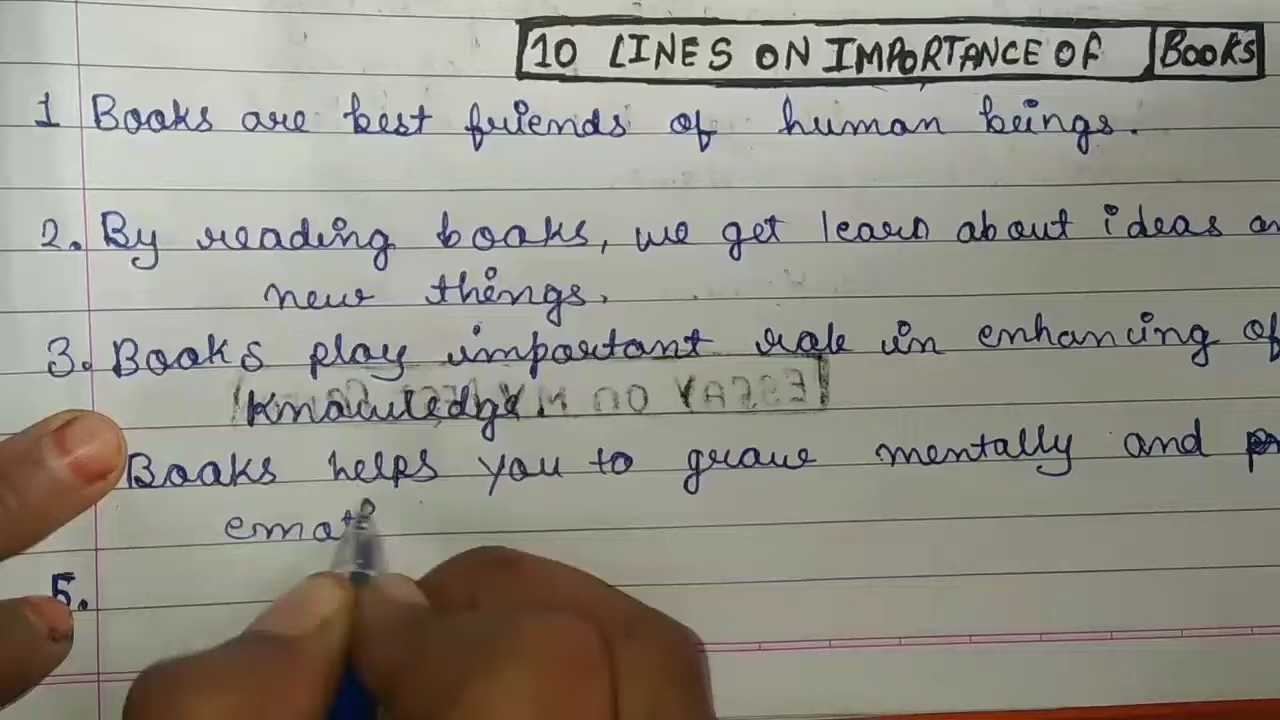 10 LINES ON IMPORTANCE OF BOOKS
1 Books are best friends of human beings.
2. By reading books, we get learn about ideas an
new things.
3. Books play important role in enhancing of
knowledge
Books helps you to grow mentally and
emoti
5.